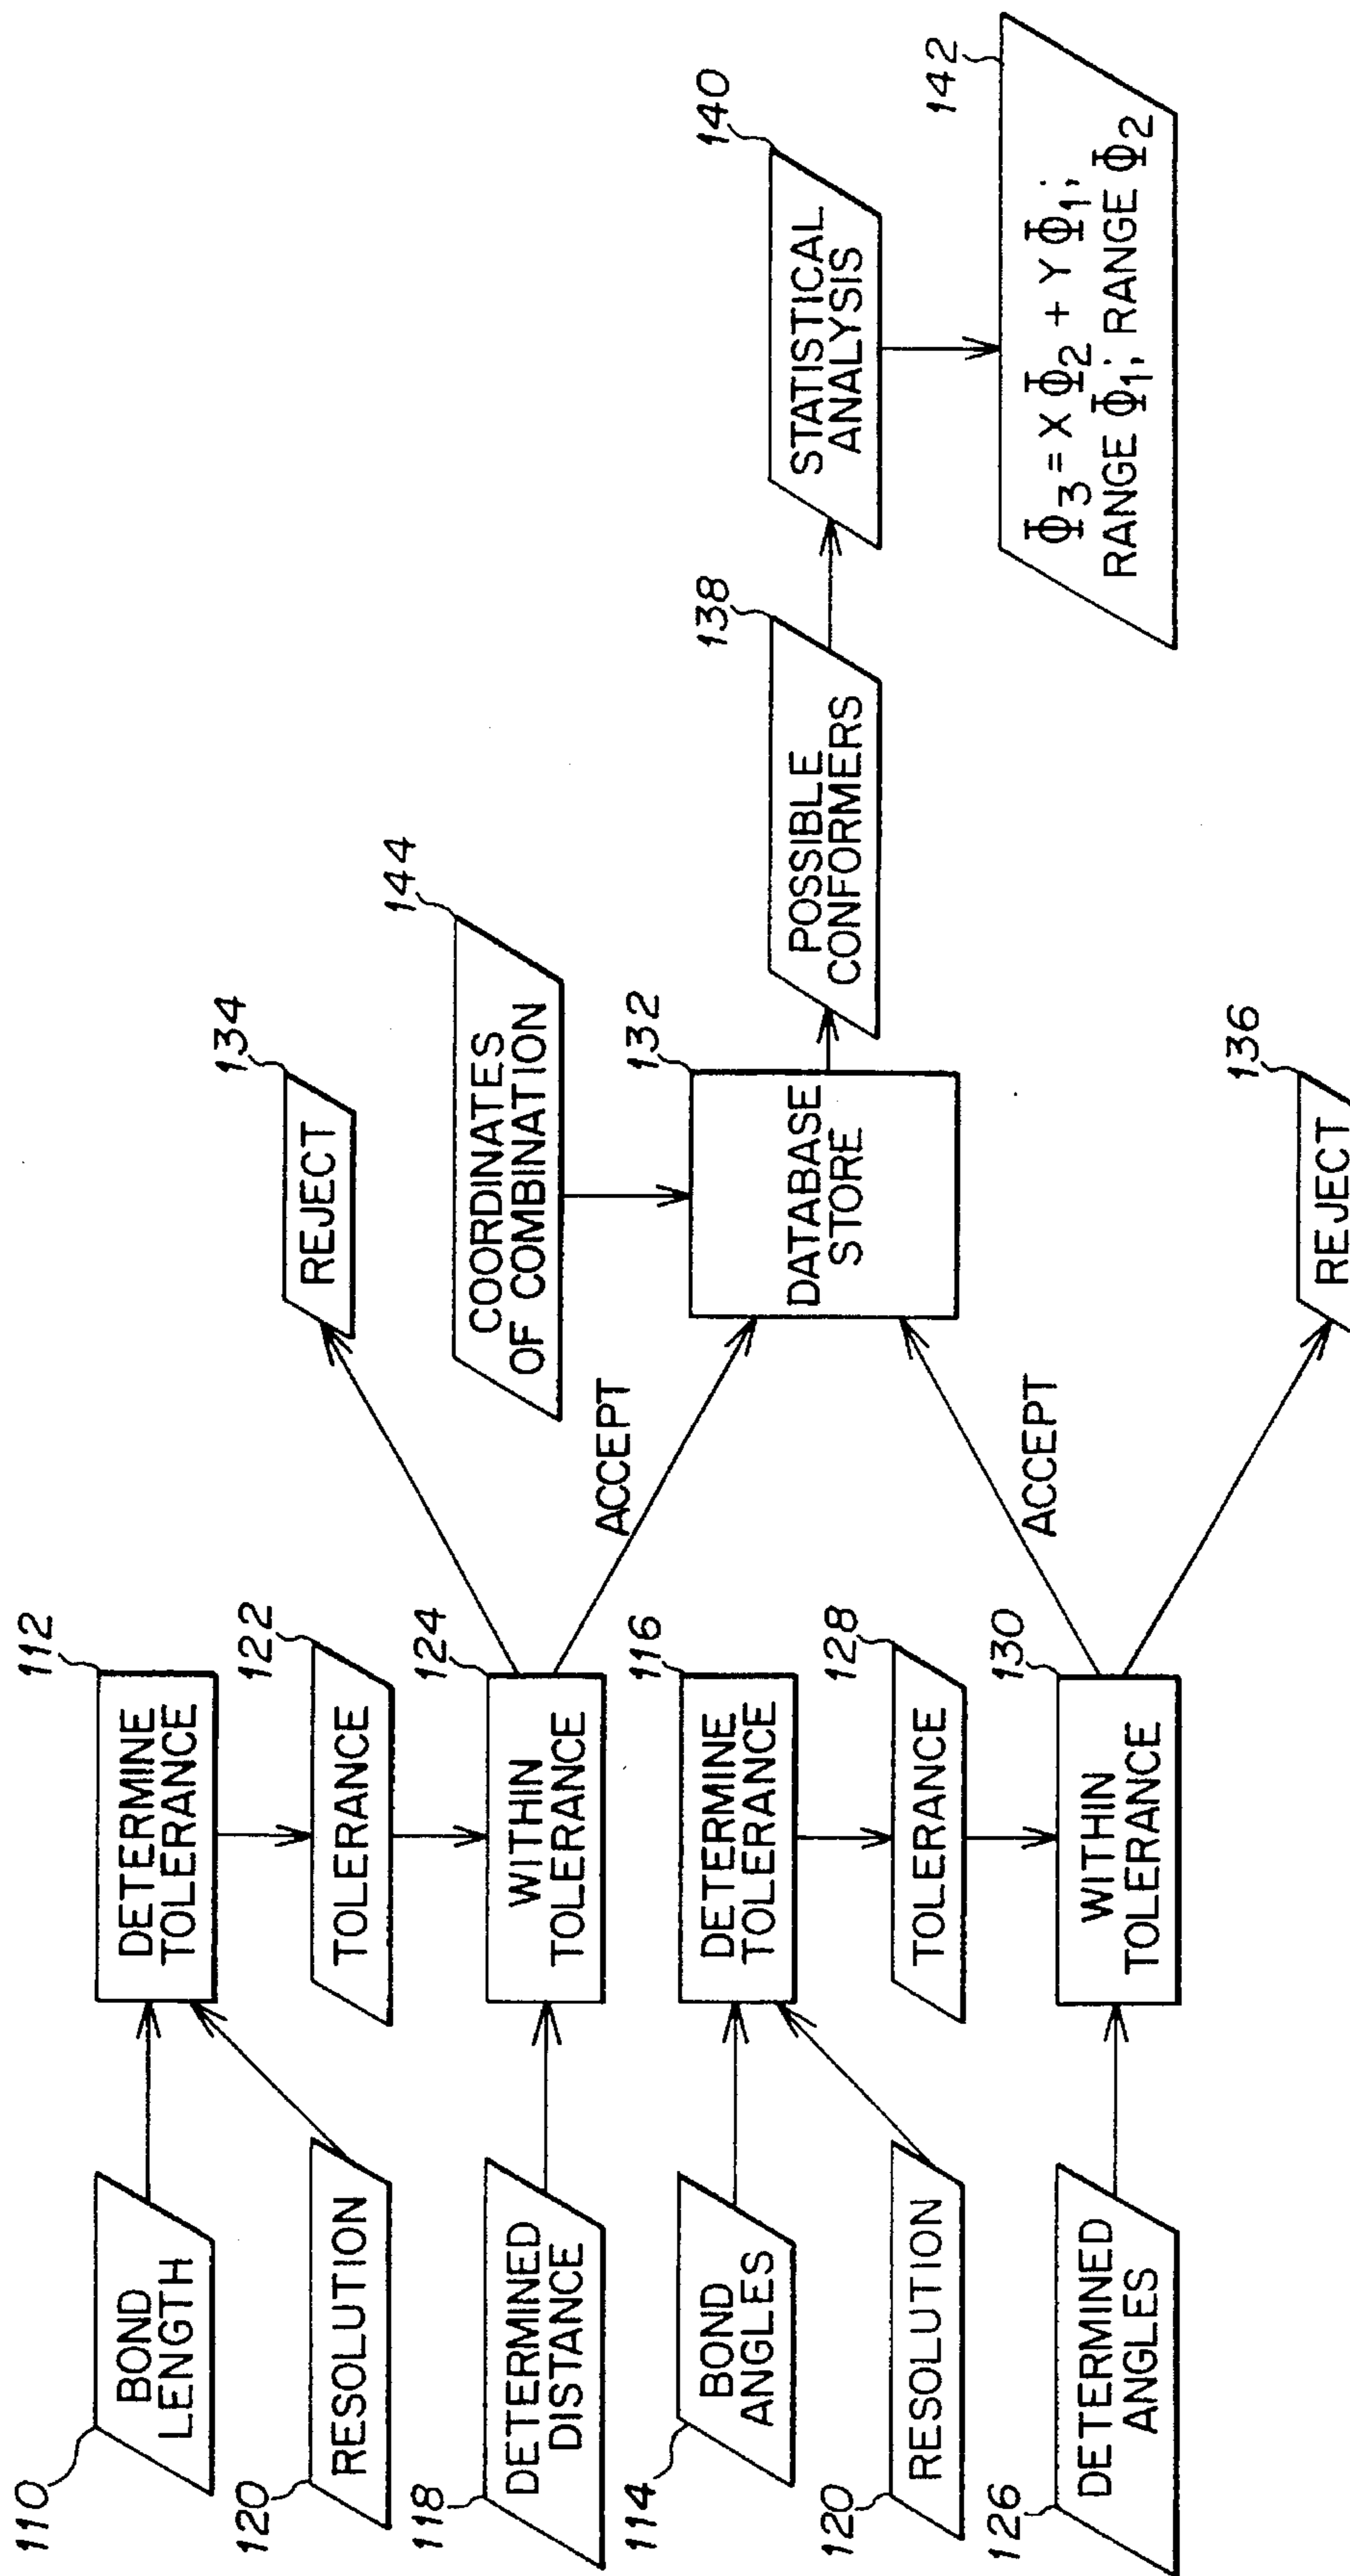 110
BOND
LENGTH
112
DETERMINE
TOLERANCE
120
RESOLUTION
122
TOLERANCE
118
DETERMINED
DISTANCE
124
WITHIN
TOLERANCE
134
REJECT
ACCEPT
144
COORDINATES
OF COMBINATION
132
DATABASE
STORE
138
POSSIBLE
CONFORMERS
140
STATISTICAL
ANALYSIS
142
Φ3 = X Φ2 + Y Φ1;
RANGE Φ1; RANGE Φ2
114
BOND
ANGLES
116
DETERMINE
TOLERANCE
120
RESOLUTION
128
TOLERANCE
126
DETERMINED
ANGLES
130
WITHIN
TOLERANCE
ACCEPT
136
REJECT